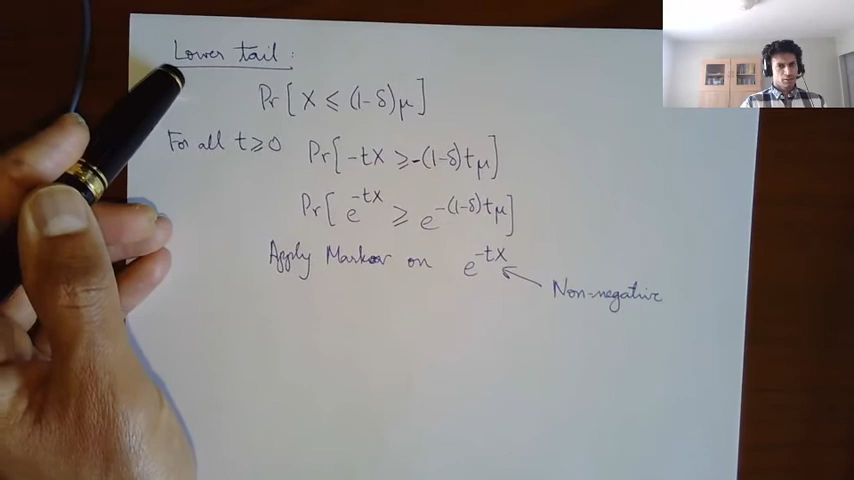 Lower tail :
Pr[ X ≤ (1-δ)μ ]
For all t ≥ 0 Pr[ -tX ≥ -(1-δ)tμ ]
Pr[ e^{-tX} ≥ e^{-(1-δ)tμ} ]
Apply Markov on e^{-tX}
Non-negative